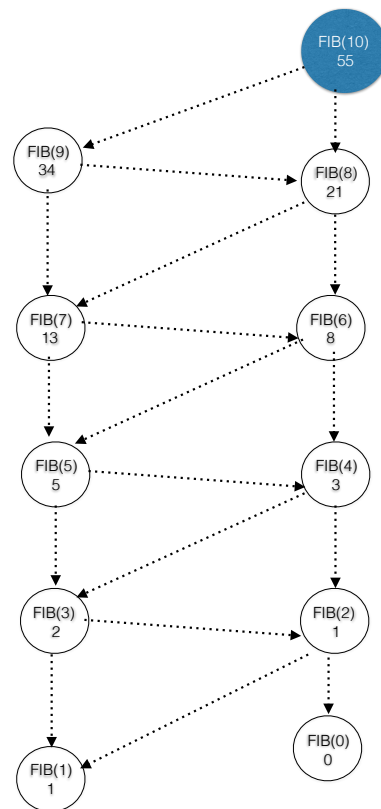 FIB(10)
55
FIB(9)
34
FIB(8)
21
FIB(7)
13
FIB(6)
8
FIB(5)
5
FIB(4)
3
FIB(3)
2
FIB(2)
1
FIB(0)
0
FIB(1)
1